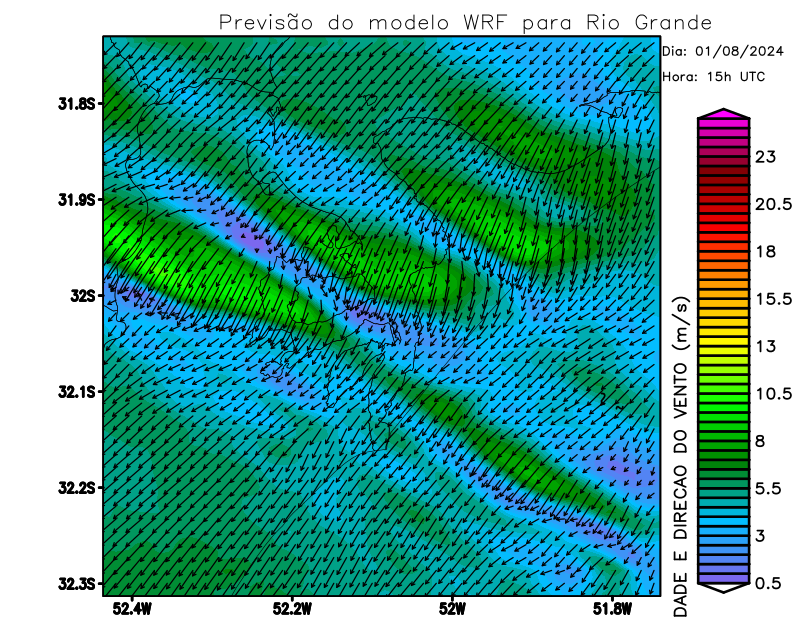 Previsão do modelo WRF para Rio Grande
Dia: 01/08/2024
Hora: 15h UTC
31.8S
31.9S
32S
32.1S
32.2S
32.3S
52.4W
52.2W
52W
51.8W
23
20.5
18
15.5
13
10.5
8
5.5
3
0.5
DADE E DIRECAO DO VENTO (m/s)